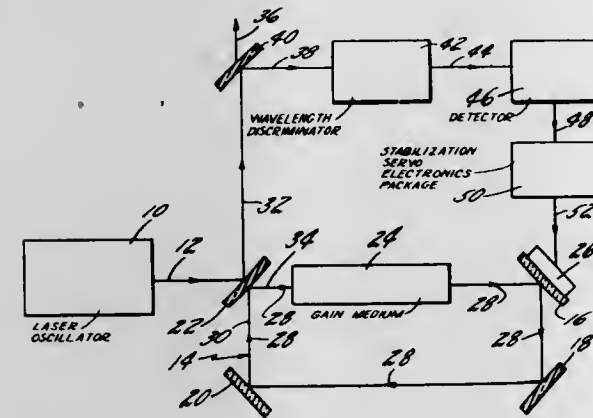 36
40
42
38
44
46
WAVELENGTH
DISCRIMINATOR
DETECTOR
48
STABILIZATION
SERVO
ELECTRONICS
PACKAGE
50
32
52
10
12
34
24
26
22
28
GAIN MEDIUM
28
16
LASER
OSCILLATOR
30
28
14
28
28
18
20